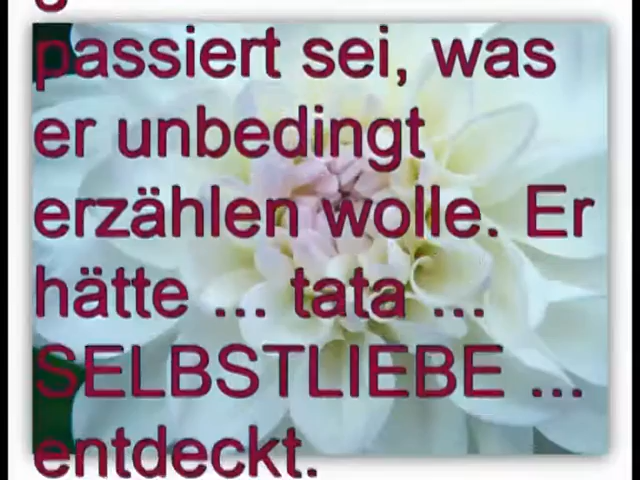 passiert sei, was
er unbedingt
erzählen wolle. Er
hätte ... tata ...
SELBSTLIEBE ...
entdeckt.